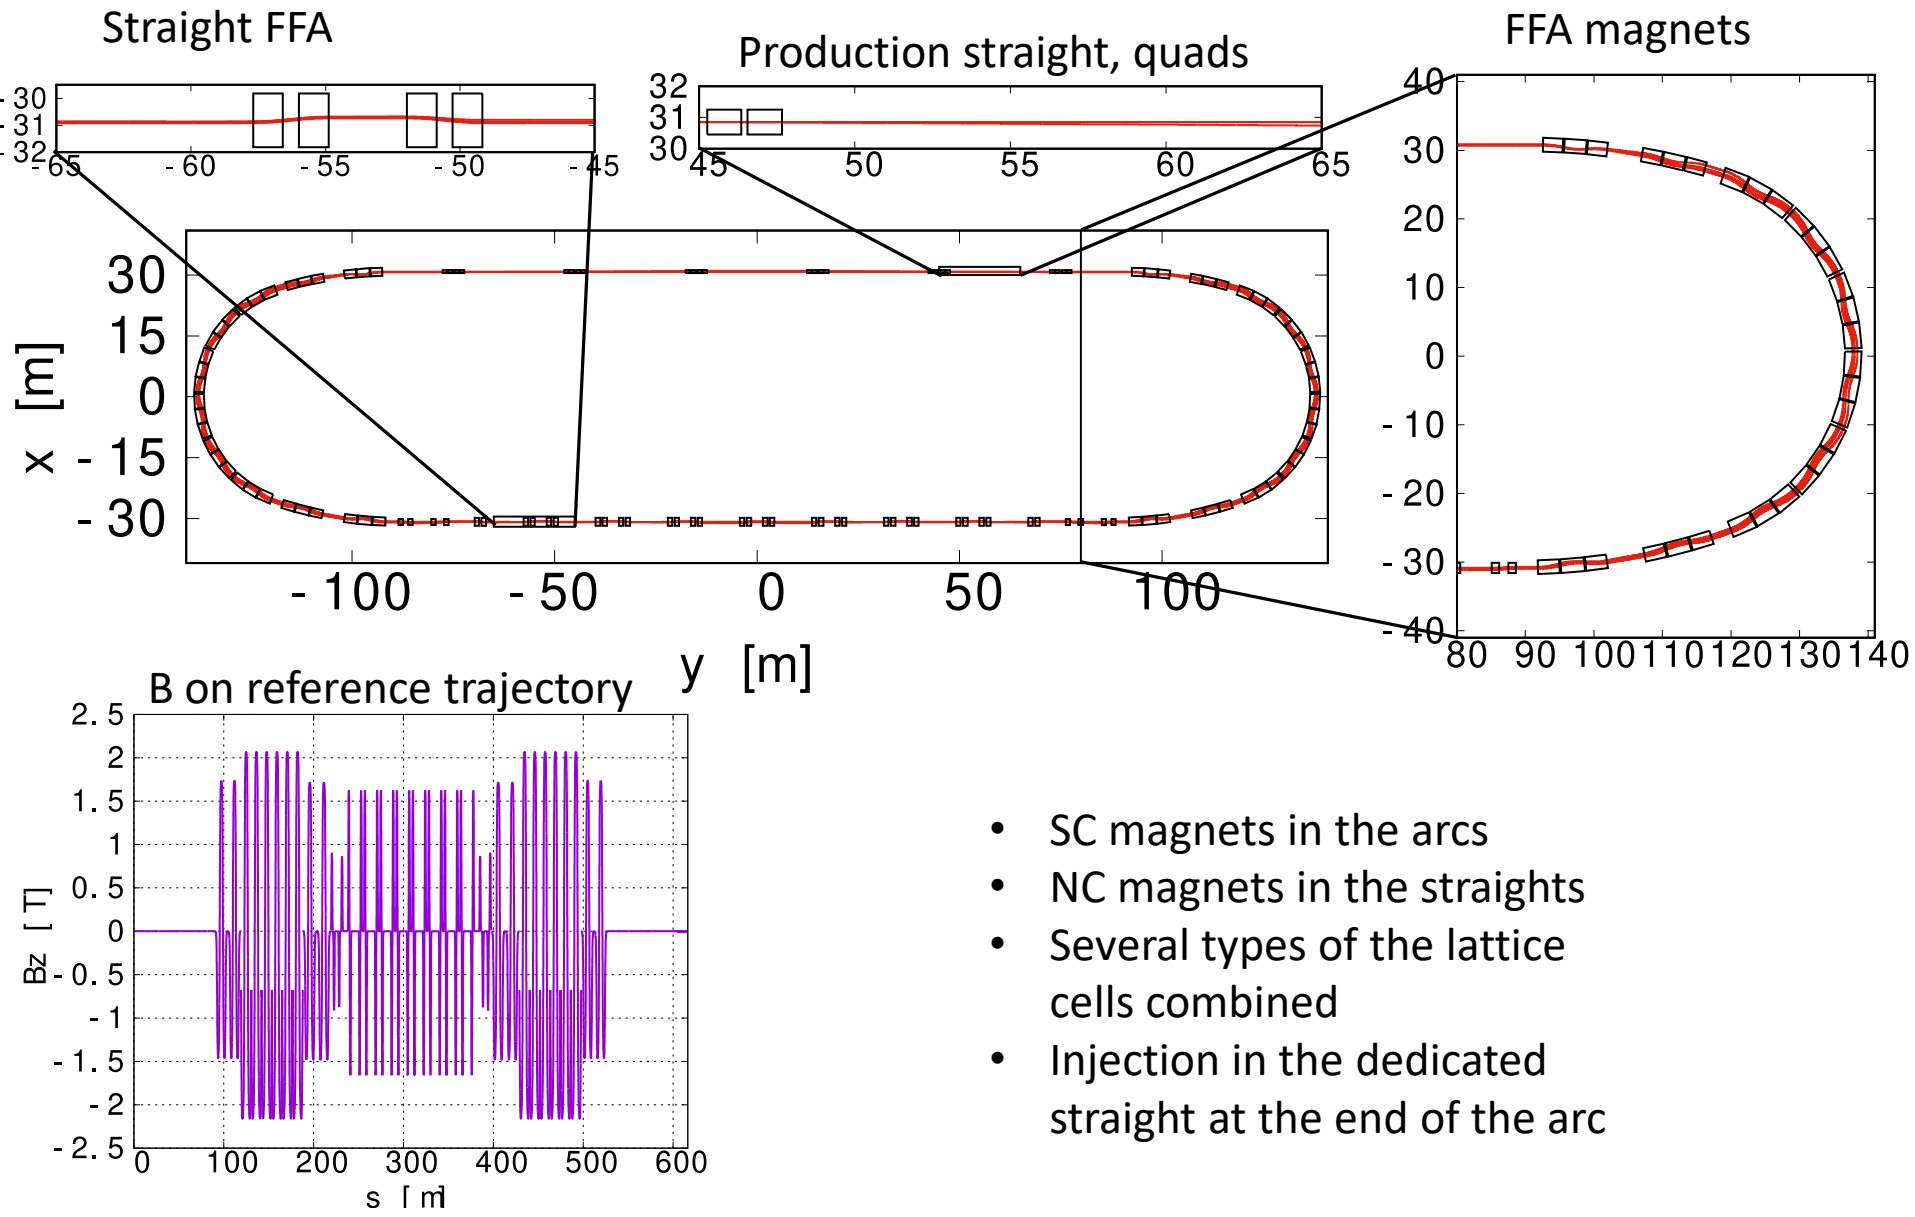 Straight FFA
Production straight, quads
FFA magnets
- 30
- 31
- 32
- 65
- 60
- 55
- 50
- 45
32
31
30
45
50
55
60
65
40
30
20
10
0
- 10
- 20
- 30
- 40
80 90 100 110 120 130 140
x [m]
30
15
0
- 15
- 30
- 100
- 50
0
50
100
y [m]
B on reference trajectory
Bz [T]
2.5
2
1.5
1
0.5
0
- 0.5
- 1
- 1.5
- 2
- 2.5
0 100 200 300 400 500 600
s [m]
• SC magnets in the arcs
• NC magnets in the straights
• Several types of the lattice
cells combined
• Injection in the dedicated
straight at the end of the arc